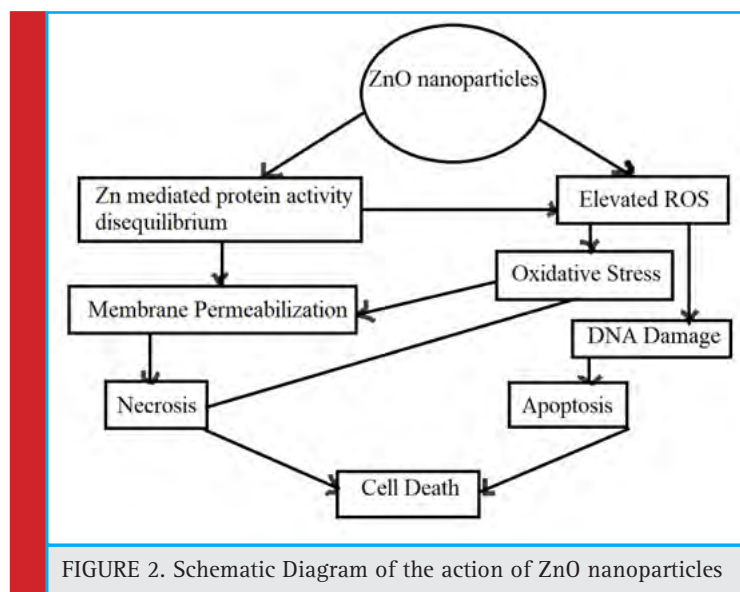 ZnO nanoparticles
Zn mediated protein activity
disequilibrium
Elevated ROS
Oxidative Stress
Membrane Permeabilization
DNA Damage
Necrosis
Apoptosis
Cell Death
FIGURE 2. Schematic Diagram of the action of ZnO nanoparticles